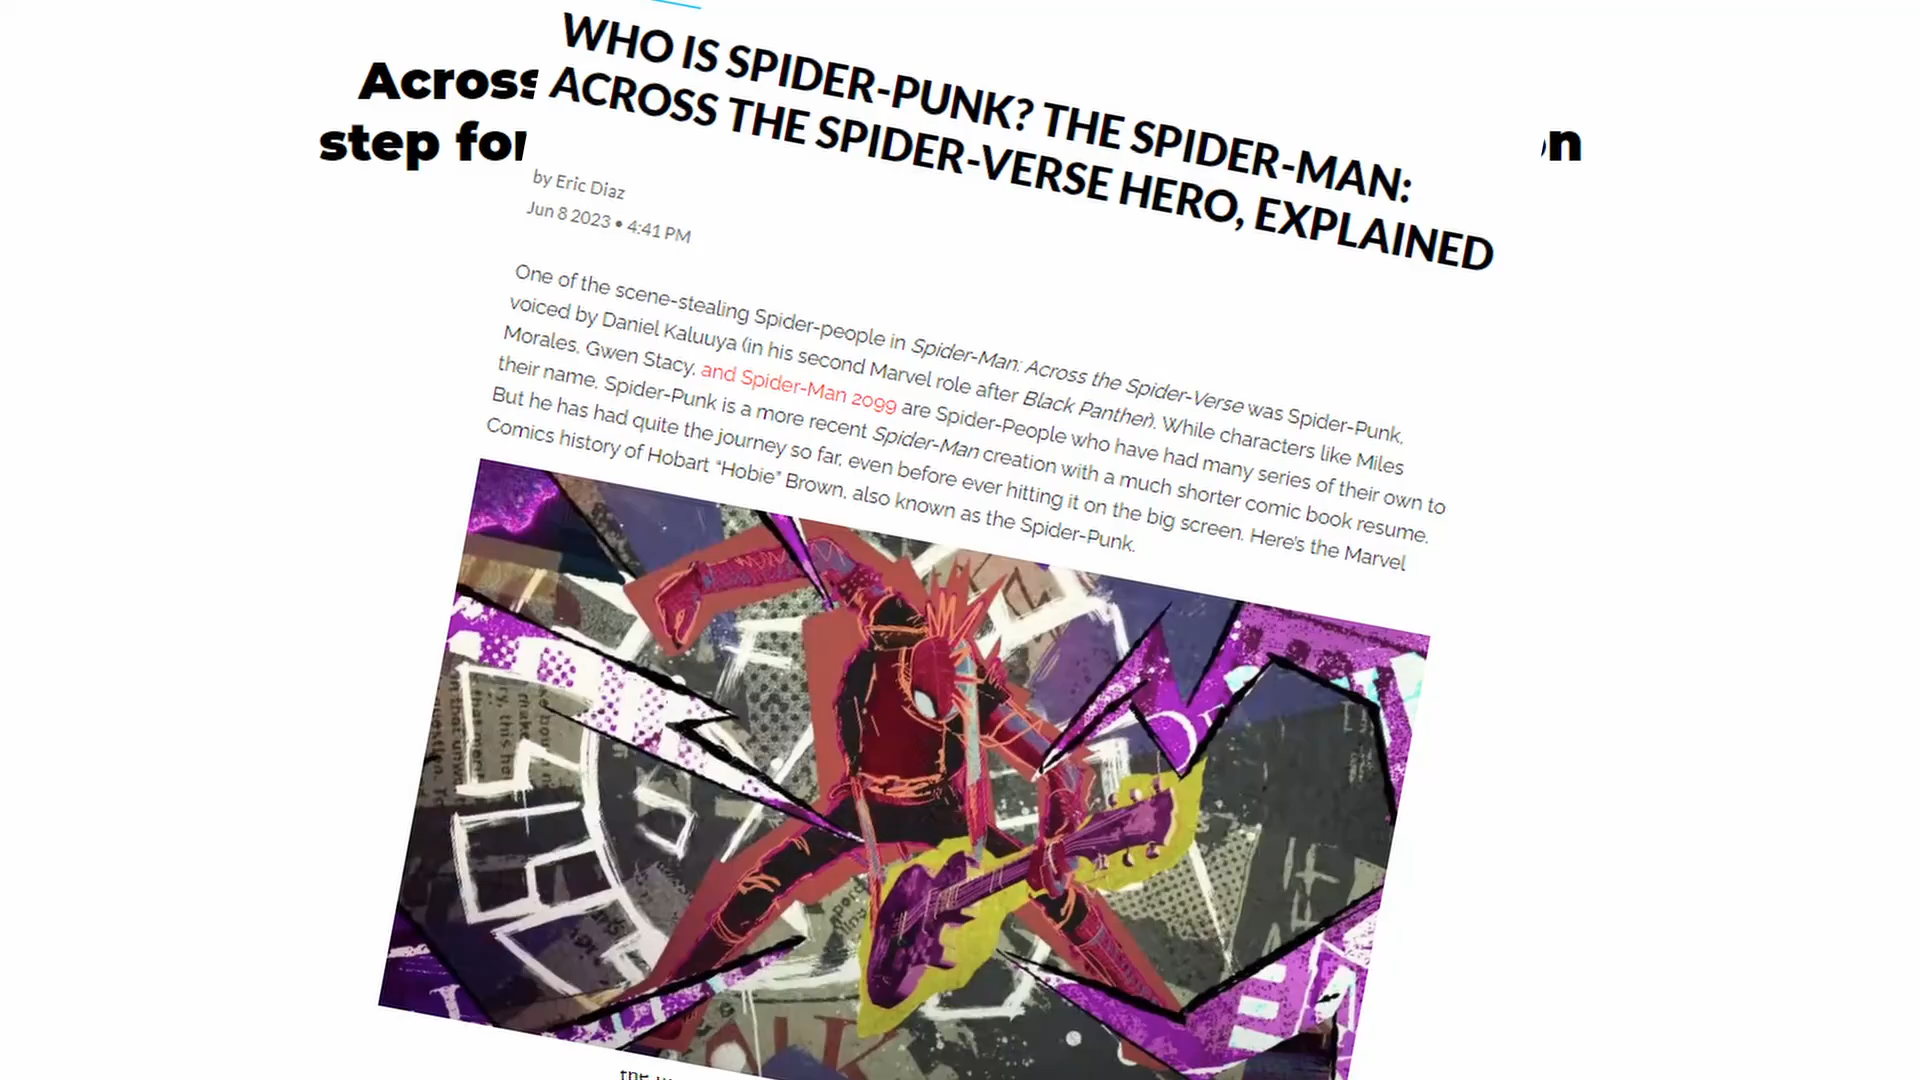 Across
step for
n
WHO IS SPIDER-PUNK? THE SPIDER-MAN:
ACROSS THE SPIDER-VERSE HERO, EXPLAINED
by Eric Diaz
Jun 8 2023 • 4:41 PM
One of the scene-stealing Spider-people in Spider-Man: Across the Spider-Verse was Spider-Punk,
voiced by Daniel Kaluuya (in his second Marvel role after Black Panther). While characters like Miles
Morales, Gwen Stacy, and Spider-Man 2099 are Spider-People who have had many series of their own to
their name, Spider-Punk is a more recent Spider-Man creation with a much shorter comic book resume.
But he has had quite the journey so far, even before ever hitting it on the big screen. Here's the Marvel
Comics history of Hobart "Hobie" Brown, also known as the Spider-Punk.